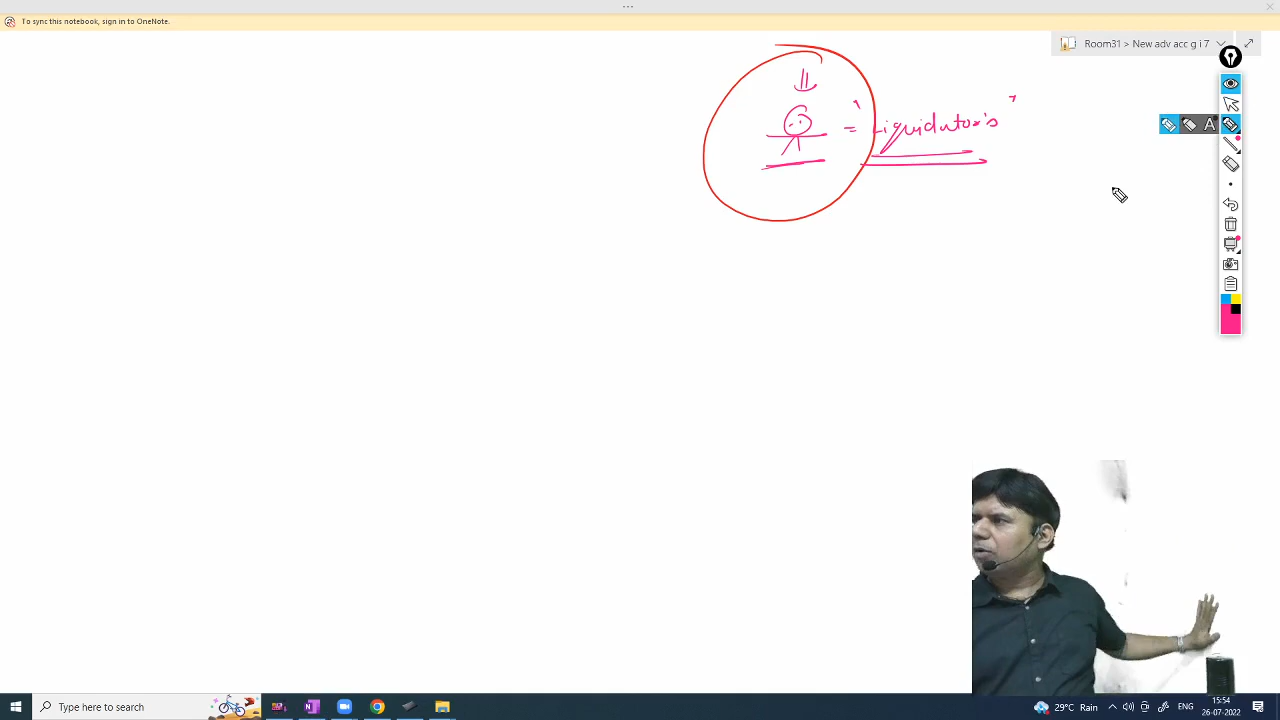 To sync this notebook, sign in to OneNote.
Room31 > New adv acc g i 7
= "Liquidator's"
A
Type here to search
29°C Rain
ENG
15:54
26-07-2022